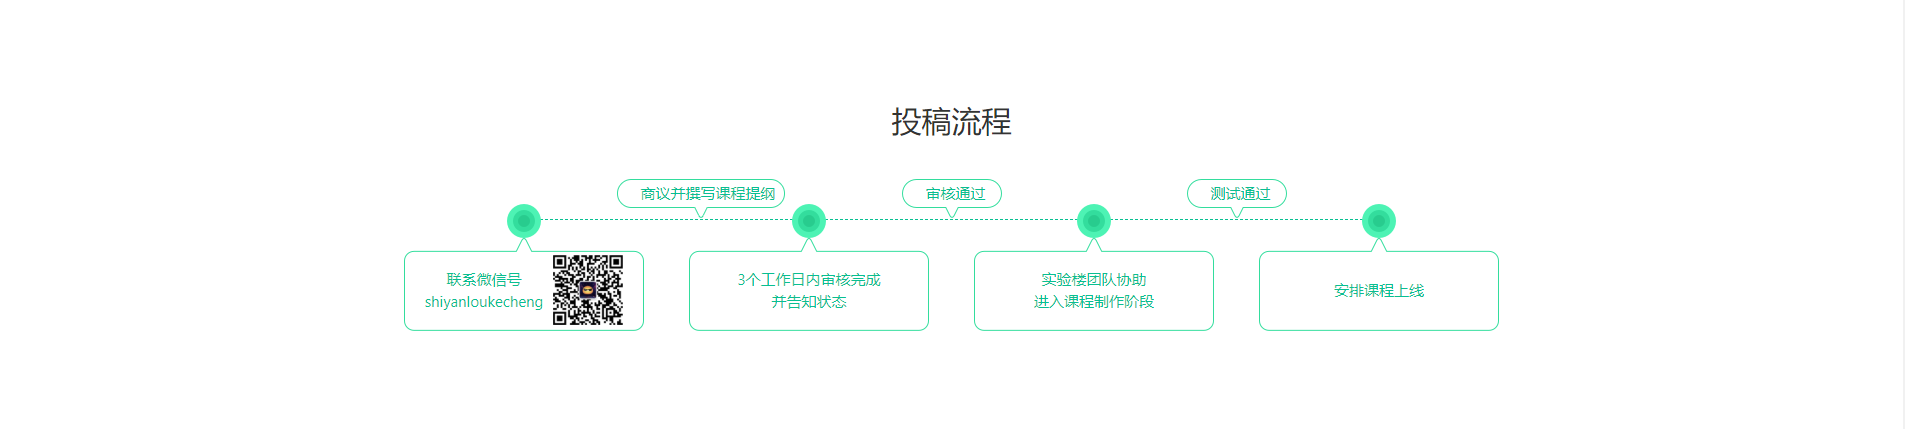 投稿流程
商议并撰写课程提纲
审核通过
测试通过
联系微信号
shiyanloukecheng
3个工作日内审核完成
并告知状态
实验楼团队协助
进入课程制作阶段
安排课程上线